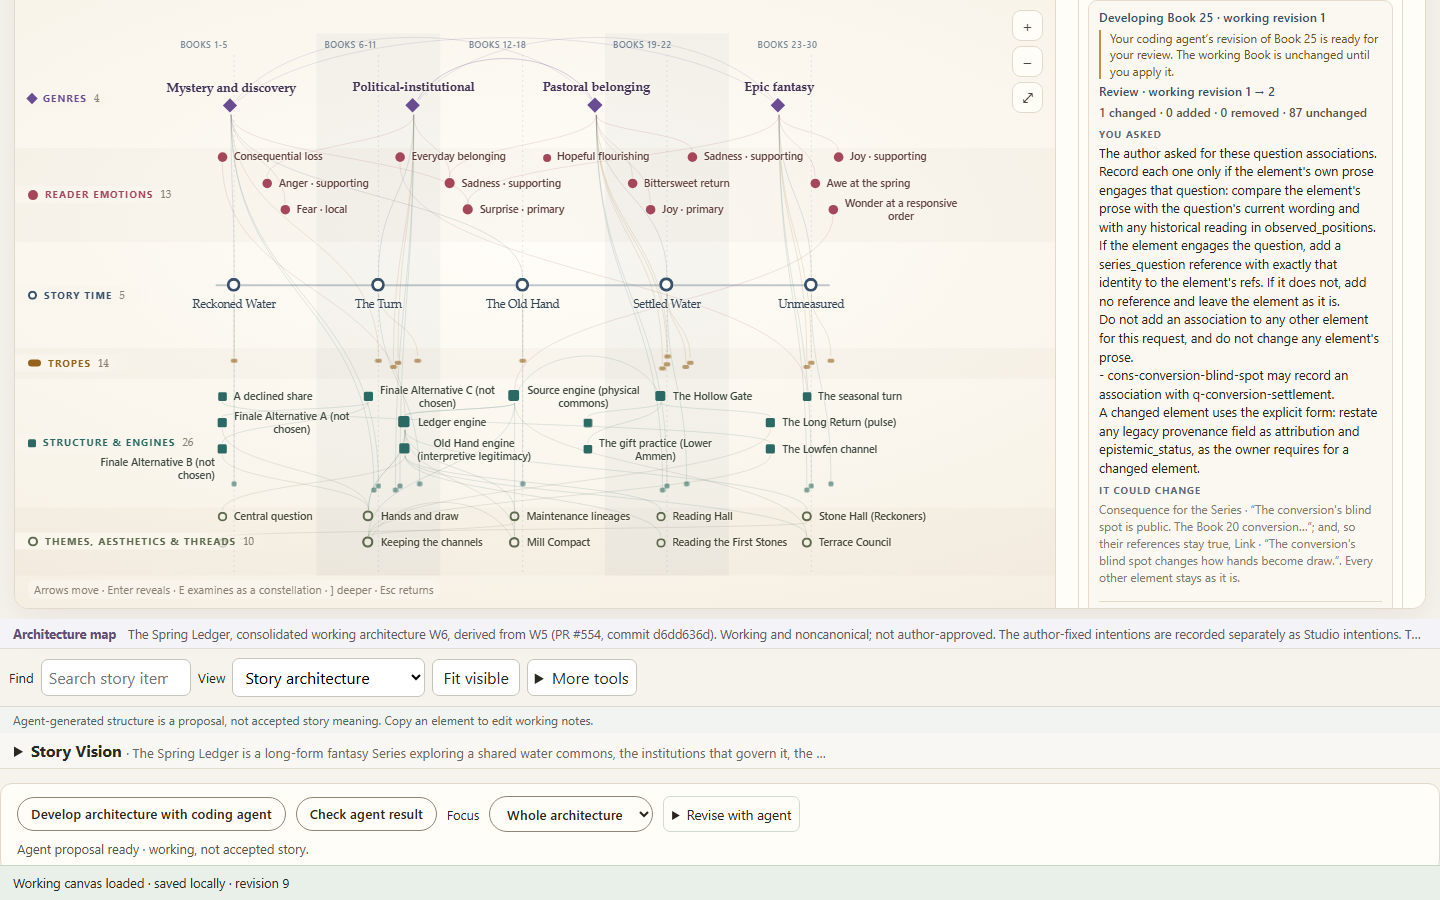 BOOKS 1-5
BOOKS 6-11
BOOKS 12-18
BOOKS 19-22
BOOKS 23-30
GENRES 4
Mystery and discovery
Political-institutional
Pastoral belonging
Epic fantasy
READER EMOTIONS 13
Consequential loss
Everyday belonging
Hopeful flourishing
Sadness · supporting
Joy · supporting
Anger · supporting
Sadness · supporting
Bittersweet return
Awe at the spring
Fear · local
Surprise · primary
Joy · primary
Wonder at a responsive
order
STORY TIME 5
Reckoned Water
The Turn
The Old Hand
Settled Water
Unmeasured
TROPES 14
STRUCTURE & ENGINES 26
A declined share
Finale Alternative C (not
chosen)
Source engine (physical
commons)
The Hollow Gate
The seasonal turn
Finale Alternative A (not
chosen)
Ledger engine
The Long Return (pulse)
Finale Alternative B (not
chosen)
Old Hand engine
(interpretive legitimacy)
The gift practice (Lower
Ammen)
The Lowfen channel
THEMES, AESTHETICS & THREADS 10
Central question
Hands and draw
Maintenance lineages
Reading Hall
Stone Hall (Reckoners)
Keeping the channels
Mill Compact
Reading the First Stones
Terrace Council
Arrows move · Enter reveals · E examines as a constellation · ] deeper · Esc returns
+
−
⤢
Developing Book 25 · working revision 1
Your coding agent's revision of Book 25 is ready for
your review. The working Book is unchanged until
you apply it.
Review · working revision 1 → 2
1 changed · 0 added · 0 removed · 87 unchanged
YOU ASKED
The author asked for these question associations.
Record each one only if the element's own prose
engages that question: compare the element's
prose with the question's current wording and
with any historical reading in observed_positions.
If the element engages the question, add a
series_question reference with exactly that
identity to the element's refs. If it does not, add
no reference and leave the element as it is.
Do not add an association to any other element
for this request, and do not change any element's
prose.
- cons-conversion-blind-spot may record an
association with q-conversion-settlement.
A changed element uses the explicit form: restate
any legacy provenance field as attribution and
epistemic_status, as the owner requires for a
changed element.
IT COULD CHANGE
Consequence for the Series · "The conversion's blind
spot is public. The Book 20 conversion…"; and, so
their references stay true, Link · "The conversion's
blind spot changes how hands become draw.". Every
other element stays as it is.
Architecture map The Spring Ledger, consolidated working architecture W6, derived from W5 (PR #554, commit d6dd636d). Working and noncanonical; not author-approved. The author-fixed intentions are recorded separately as Studio intentions. T...
Find Search story item View Story architecture Fit visible ▶ More tools
Agent-generated structure is a proposal, not accepted story meaning. Copy an element to edit working notes.
▶ Story Vision · The Spring Ledger is a long-form fantasy Series exploring a shared water commons, the institutions that govern it, the ...
Develop architecture with coding agent Check agent result Focus Whole architecture ▶ Revise with agent
Agent proposal ready · working, not accepted story.
Working canvas loaded · saved locally · revision 9